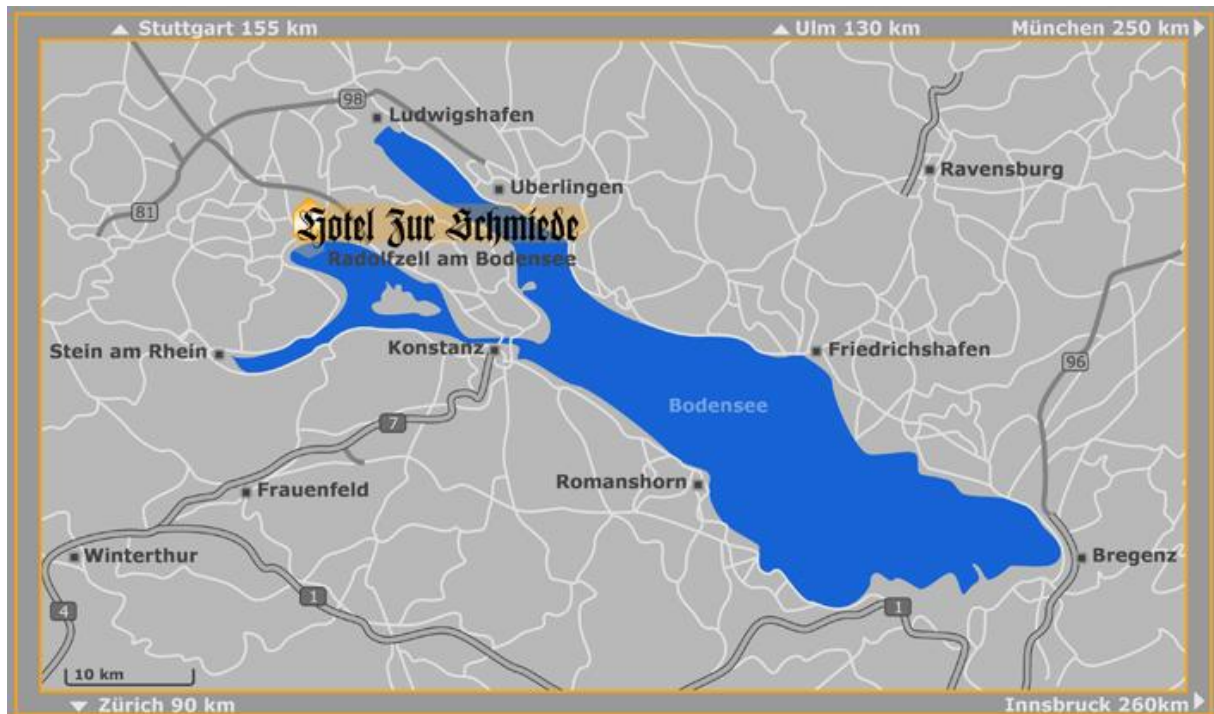 Stuttgart 155 km
Ulm 130 km
München 250 km
98
Ludwigshafen
Ravensburg
Uberlingen
81
Hotel Zur Schmiede
Radolfzell am Bodensee
Stein am Rhein
Konstanz
Friedrichshafen
96
Bodensee
7
Romanshorn
Frauenfeld
Winterthur
Bregenz
1
4
1
10 km
Zürich 90 km
Innsbruck 260km